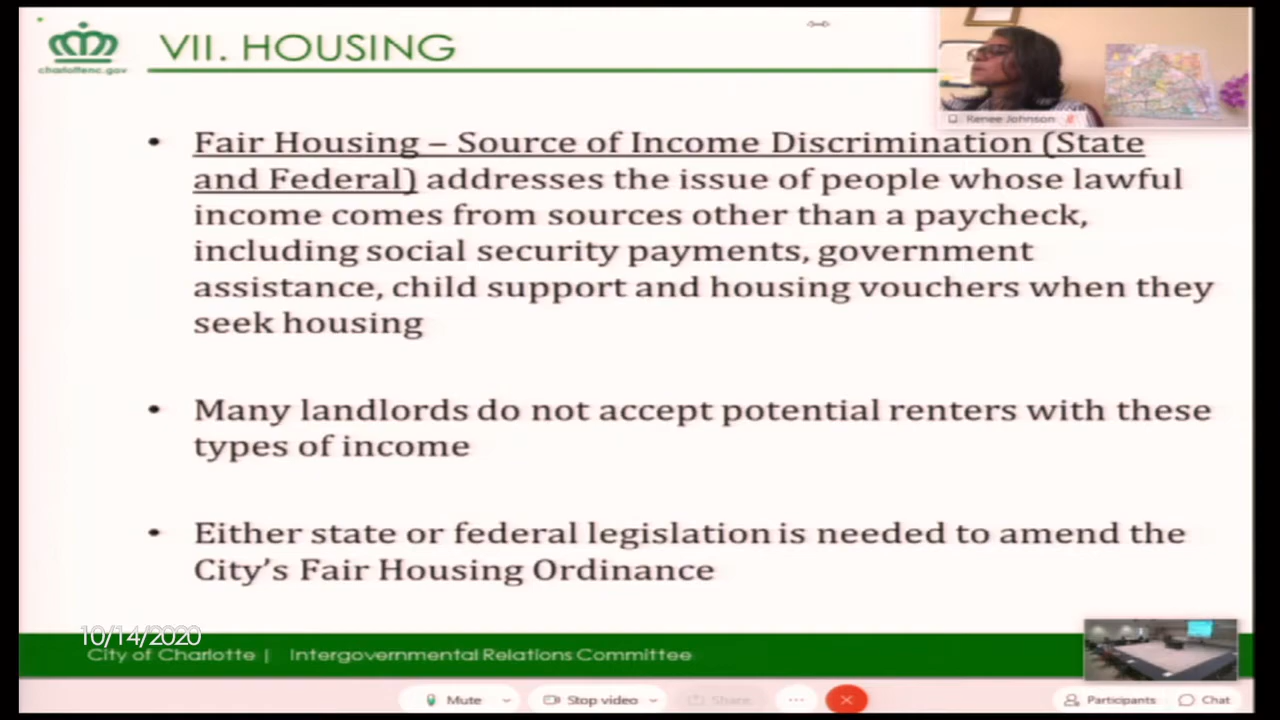 VII. HOUSING
charlottenc.gov
Renee Johnson
• Fair Housing – Source of Income Discrimination (State
and Federal) addresses the issue of people whose lawful
income comes from sources other than a paycheck,
including social security payments, government
assistance, child support and housing vouchers when they
seek housing
• Many landlords do not accept potential renters with these
types of income
• Either state or federal legislation is needed to amend the
City’s Fair Housing Ordinance
10/14/2020
City of Charlotte | Intergovernmental Relations Committee
Mute Stop video Share ... Participants Chat